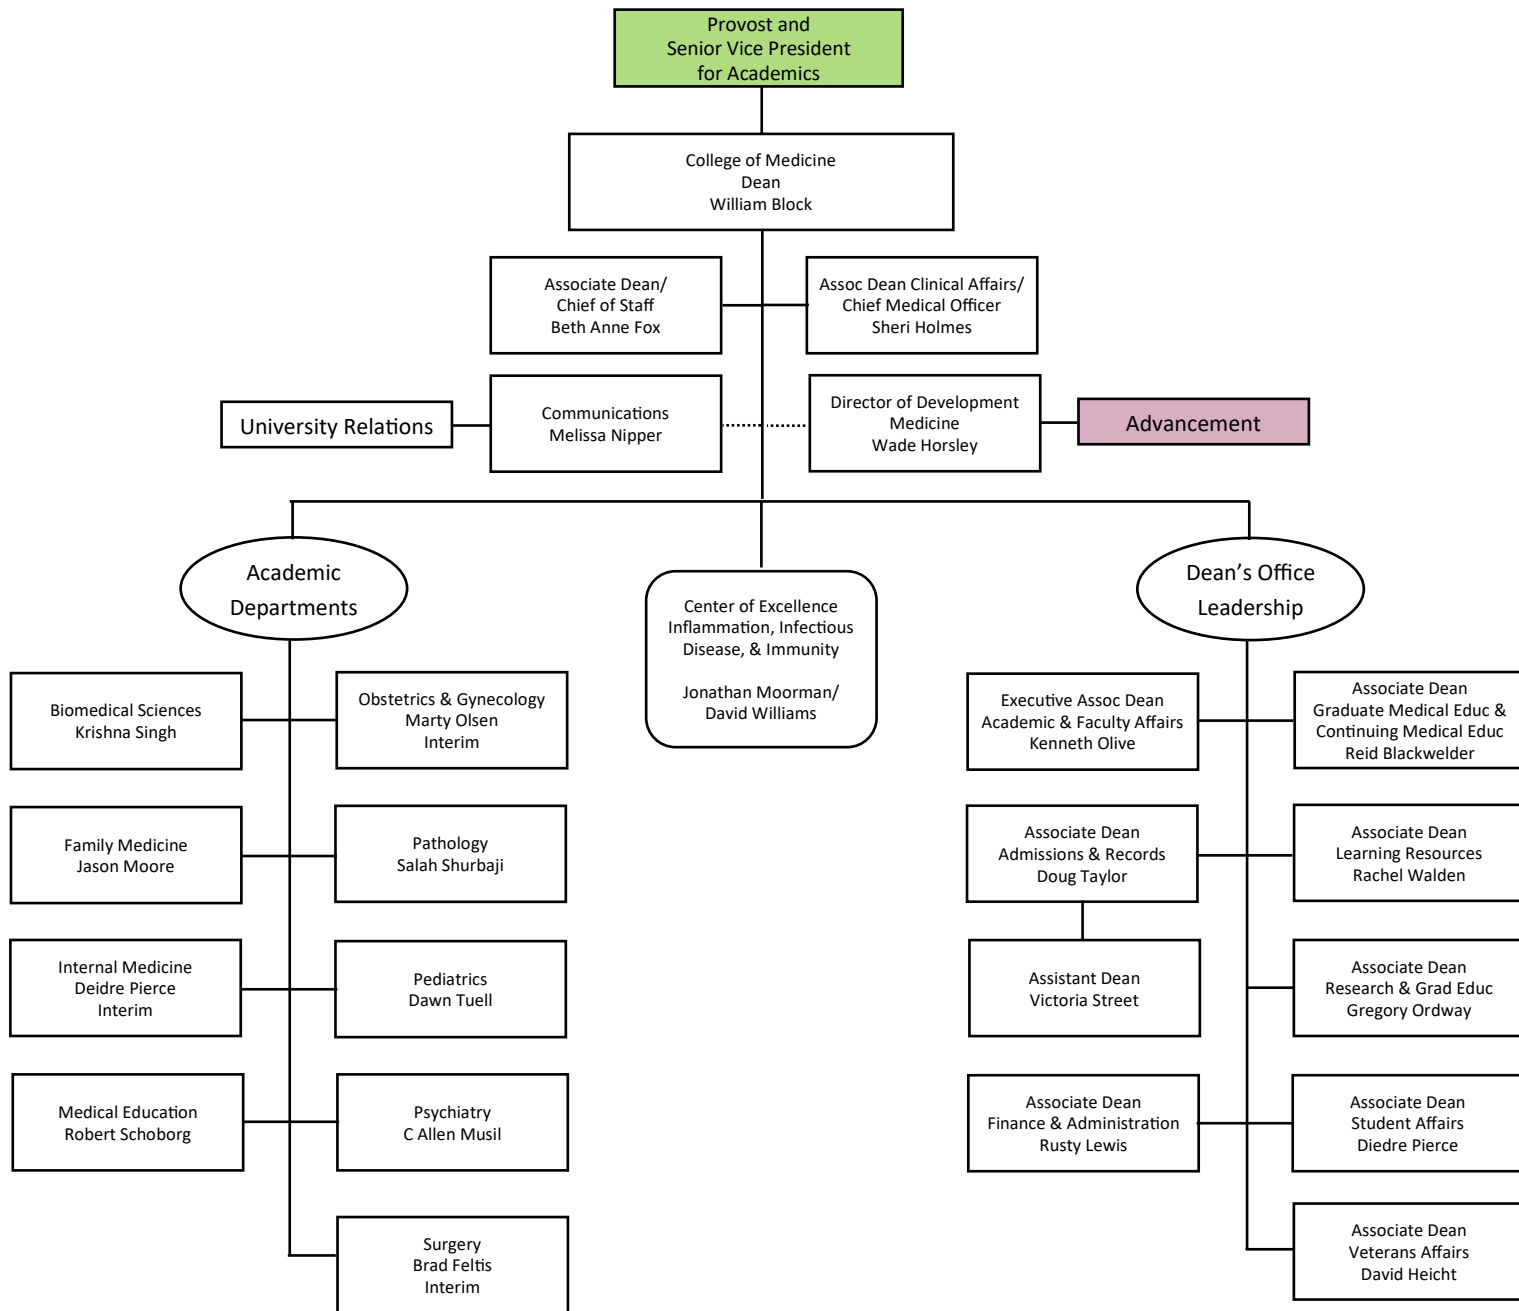 Provost and
Senior Vice President
for Academics
College of Medicine
Dean
William Block
Associate Dean/
Chief of Staff
Beth Anne Fox
Assoc Dean Clinical Affairs/
Chief Medical Officer
Sheri Holmes
University Relations
Communications
Melissa Nipper
Director of Development
Medicine
Wade Horsley
Advancement
Academic
Departments
Center of Excellence
Inflammation, Infectious
Disease, & Immunity
Jonathan Moorman/
David Williams
Dean’s Office
Leadership
Biomedical Sciences
Krishna Singh
Obstetrics & Gynecology
Marty Olsen
Interim
Family Medicine
Jason Moore
Pathology
Salah Shurbaji
Internal Medicine
Deidre Pierce
Interim
Pediatrics
Dawn Tuell
Medical Education
Robert Schoborg
Psychiatry
C Allen Musil
Surgery
Brad Feltis
Interim
Executive Assoc Dean
Academic & Faculty Affairs
Kenneth Olive
Associate Dean
Graduate Medical Educ &
Continuing Medical Educ
Reid Blackwelder
Associate Dean
Admissions & Records
Doug Taylor
Associate Dean
Learning Resources
Rachel Walden
Assistant Dean
Victoria Street
Associate Dean
Research & Grad Educ
Gregory Ordway
Associate Dean
Finance & Administration
Rusty Lewis
Associate Dean
Student Affairs
Diedre Pierce
Associate Dean
Veterans Affairs
David Heicht